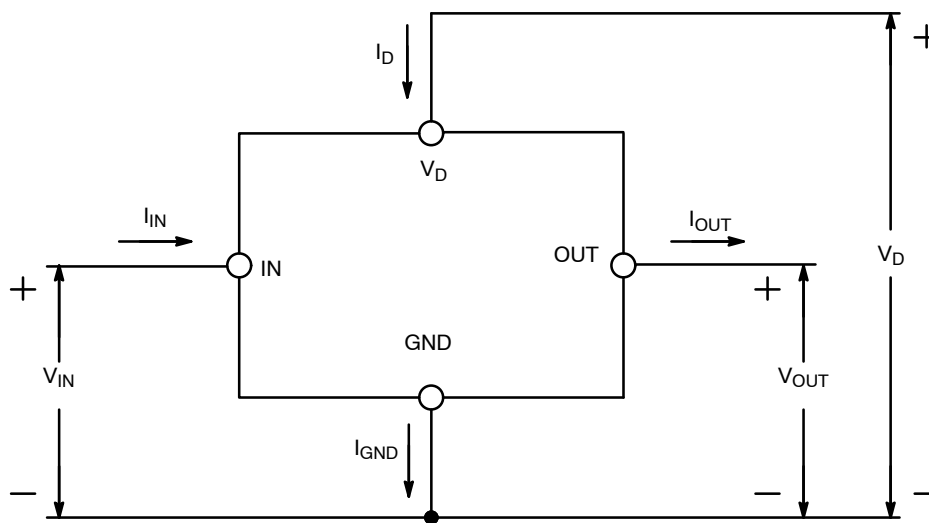 +
I_D
V_D
I_IN
I_OUT
IN
OUT
V_D
+
+
GND
V_IN
V_OUT
I_GND
−
−
−